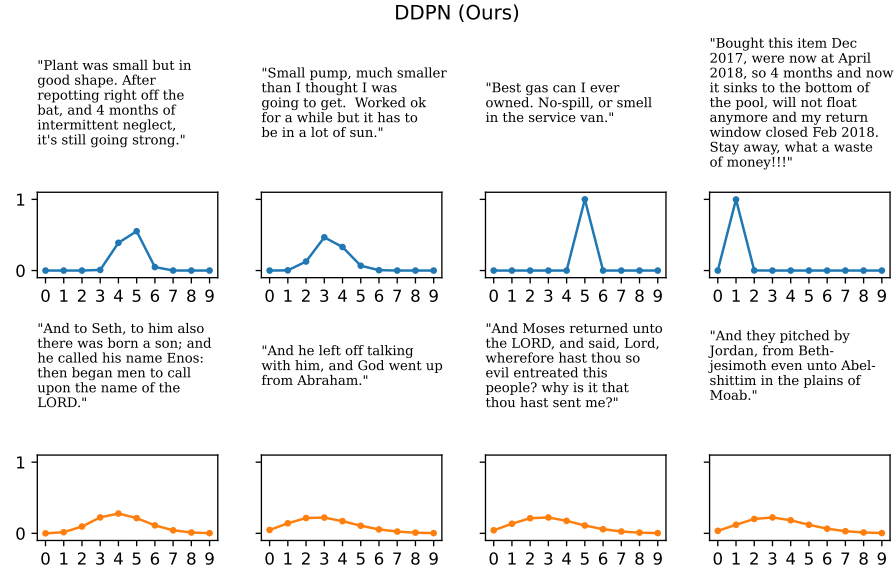 DDPN (Ours)
"Plant was small but in
good shape. After
repotting right off the
bat, and 4 months of
intermittent neglect,
it's still going strong."
"Small pump, much smaller
than I thought I was
going to get.  Worked ok
for a while but it has to
be in a lot of sun."
"Best gas can I ever
owned. No-spill, or smell
in the service van."
"Bought this item Dec
2017, were now at April
2018, so 4 months and now
it sinks to the bottom of
the pool, will not float
anymore and my return
window closed Feb 2018.
Stay away, what a waste
of money!!!"
1
0
0 1 2 3 4 5 6 7 8 9
0 1 2 3 4 5 6 7 8 9
0 1 2 3 4 5 6 7 8 9
0 1 2 3 4 5 6 7 8 9
"And to Seth, to him also
there was born a son; and
he called his name Enos:
then began men to call
upon the name of the
LORD."
"And he left off talking
with him, and God went up
from Abraham."
"And Moses returned unto
the LORD, and said, Lord,
wherefore hast thou so
evil entreated this
people? why is it that
thou hast sent me?"
"And they pitched by
Jordan, from Beth-
jesimoth even unto Abel-
shittim in the plains of
Moab."
1
0
0 1 2 3 4 5 6 7 8 9
0 1 2 3 4 5 6 7 8 9
0 1 2 3 4 5 6 7 8 9
0 1 2 3 4 5 6 7 8 9